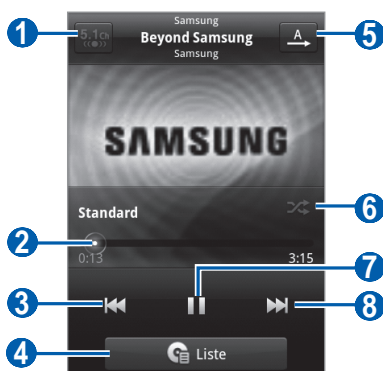 Samsung
Beyond Samsung
Samsung
1
5.1ch
A
5
SAMSUNG
Standard
6
2
0:13
3:15
7
3
8
4
Liste